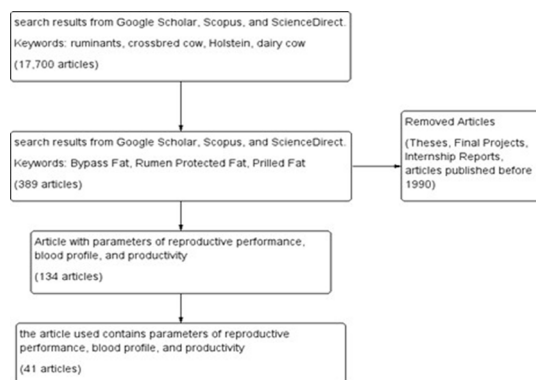 search results from Google Scholar, Scopus, and ScienceDirect.
Keywords: ruminants, crossbred cow, Holstein, dairy cow
(17,700 articles)
search results from Google Scholar, Scopus, and ScienceDirect.
Keywords: Bypass Fat, Rumen Protected Fat, Prilled Fat
(389 articles)
Removed Articles
(Theses, Final Projects,
Internship Reports,
articles published before
1990)
Article with parameters of reproductive performance,
blood profile, and productivity
(134 articles)
the article used contains parameters of reproductive
performance, blood profile, and productivity
(41 articles)